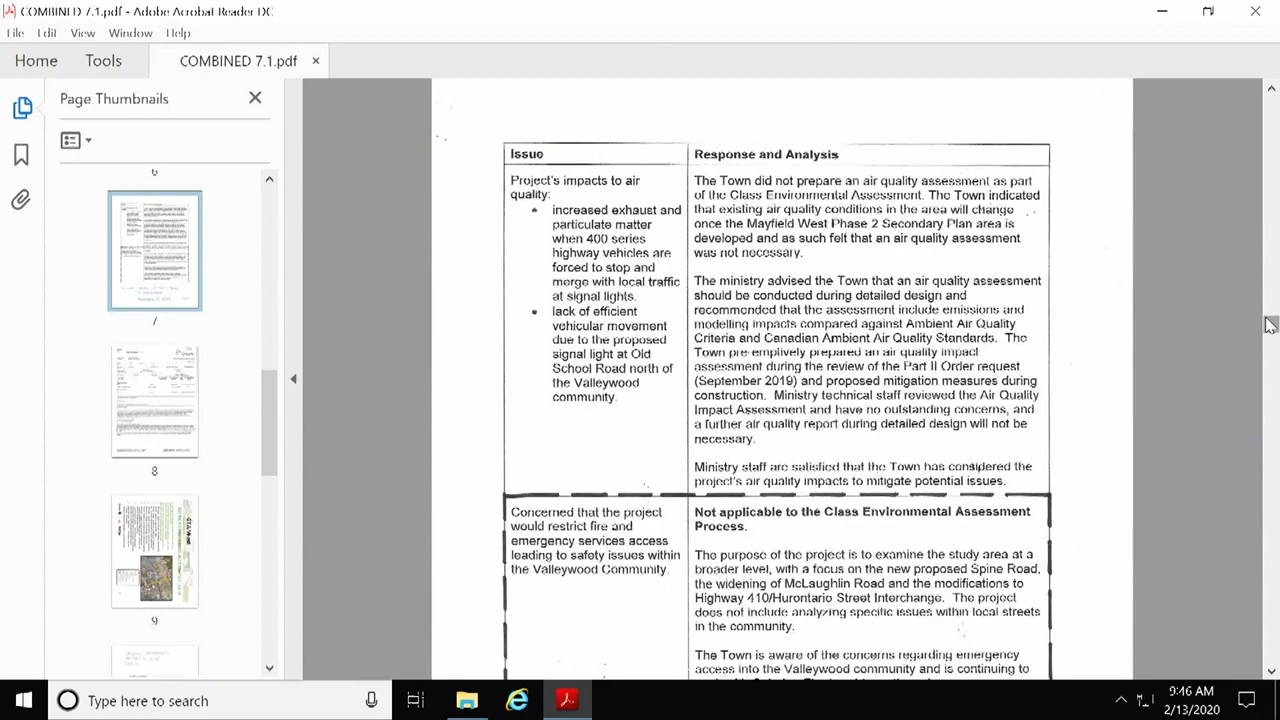 COMBINED 7.1.pdf - Adobe Acrobat Reader DC
File Edit View Window Help
Home Tools COMBINED 7.1.pdf
Page Thumbnails
6
7
8
9
Issue
Project's impacts to air
quality:
• increased exhaust and
particulate matter
when 400 series
highway vehicles are
forced to stop and
merge with local traffic
at signal lights.
• lack of efficient
vehicular movement
due to the proposed
signal light at Old
School Road north of
the Valleywood
community.
Response and Analysis
The Town did not prepare an air quality assessment as part
of the Class Environmental Assessment. The Town indicated
that existing air quality conditions in the area will change
once the Mayfield West Phase 2 Secondary Plan area is
developed and as such felt that an air quality assessment
was not necessary.
The ministry advised the Town that an air quality assessment
should be conducted during detailed design and
recommended that the assessment include emissions and
modelling impacts compared against Ambient Air Quality
Criteria and Canadian Ambient Air Quality Standards. The
Town pre-emptively prepared an air quality impact
assessment during the review of the Part II Order request
(September 2019) and proposed mitigation measures during
construction. Ministry technical staff reviewed the Air Quality
Impact Assessment and have no outstanding concerns, and
a further air quality report during detailed design will not be
necessary.
Ministry staff are satisfied that the Town has considered the
project's air quality impacts to mitigate potential issues.
Concerned that the project
would restrict fire and
emergency services access
leading to safety issues within
the Valleywood Community.
Not applicable to the Class Environmental Assessment
Process.
The purpose of the project is to examine the study area at a
broader level, with a focus on the new proposed Spine Road,
the widening of McLaughlin Road and the modifications to
Highway 410/Hurontario Street Interchange. The project
does not include analyzing specific issues within local streets
in the community.
The Town is aware of the concerns regarding emergency
access into the Valleywood community and is continuing to
Type here to search
9:46 AM
2/13/2020